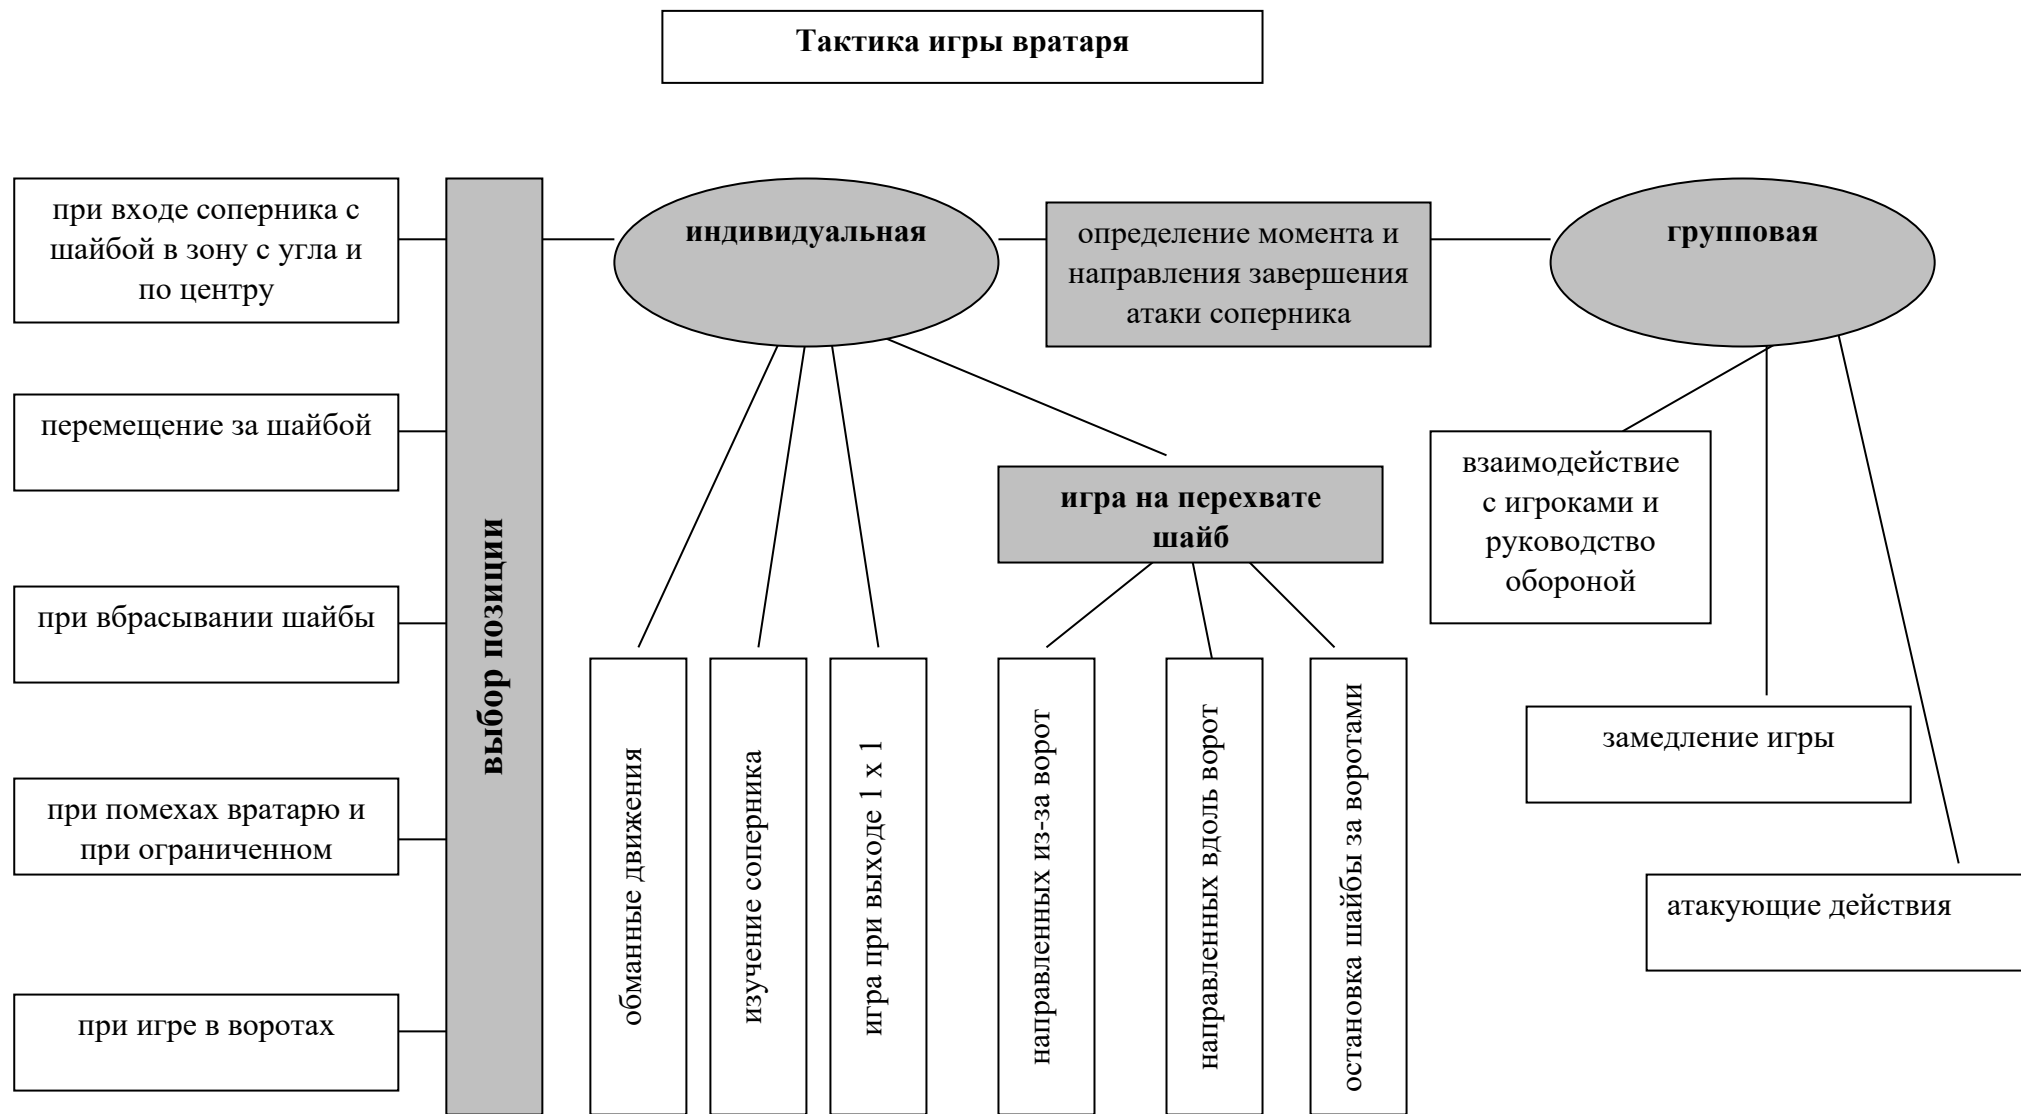 Тактика игры вратаря
при входе соперника с
шайбой в зону с угла и
по центру
перемещение за шайбой
при вбрасывании шайбы
при помехах вратарю и
при ограниченном
при игре в воротах
выбор позиции
индивидуальная
определение момента и
направления завершения
атаки соперника
групповая
обманные движения
изучение соперника
игра при выходе 1 х 1
игра на перехвате
шайб
направленных из-за ворот
направленных вдоль ворот
остановка шайбы за воротами
взаимодействие
с игроками и
руководство
обороной
замедление игры
атакующие действия